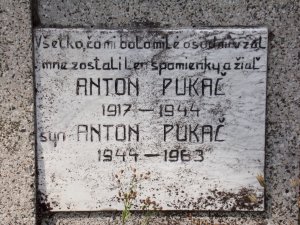 Všetko, čo mi bolo milé osud mi vzal
mne zostali len spomienky a žiaľ
ANTON PUKAČ
1917 — 1944
syn ANTON PUKAČ
1944 — 1963